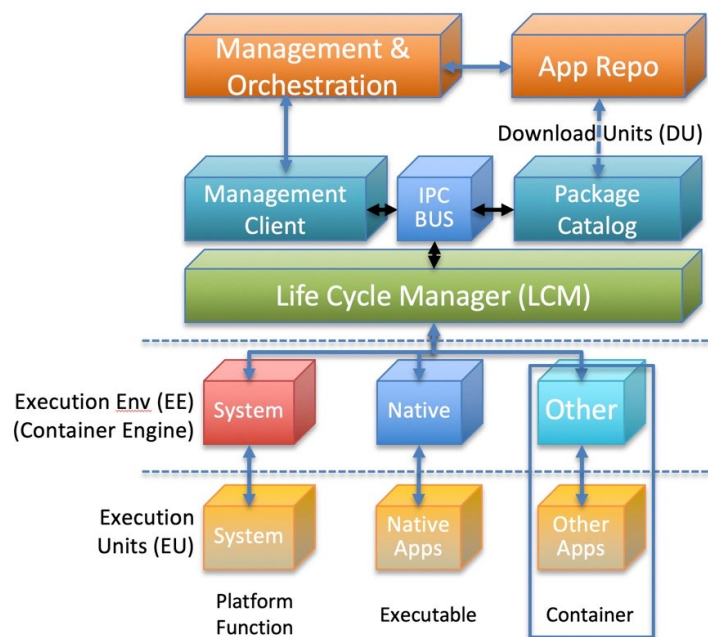 Management &
Orchestration
App Repo
Download Units (DU)
Management
Client
IPC
BUS
Package
Catalog
Life Cycle Manager (LCM)
Execution Env (EE)
(Container Engine)
System
Native
Other
Execution
Units (EU)
System
Native
Apps
Other
Apps
Platform
Function
Executable
Container